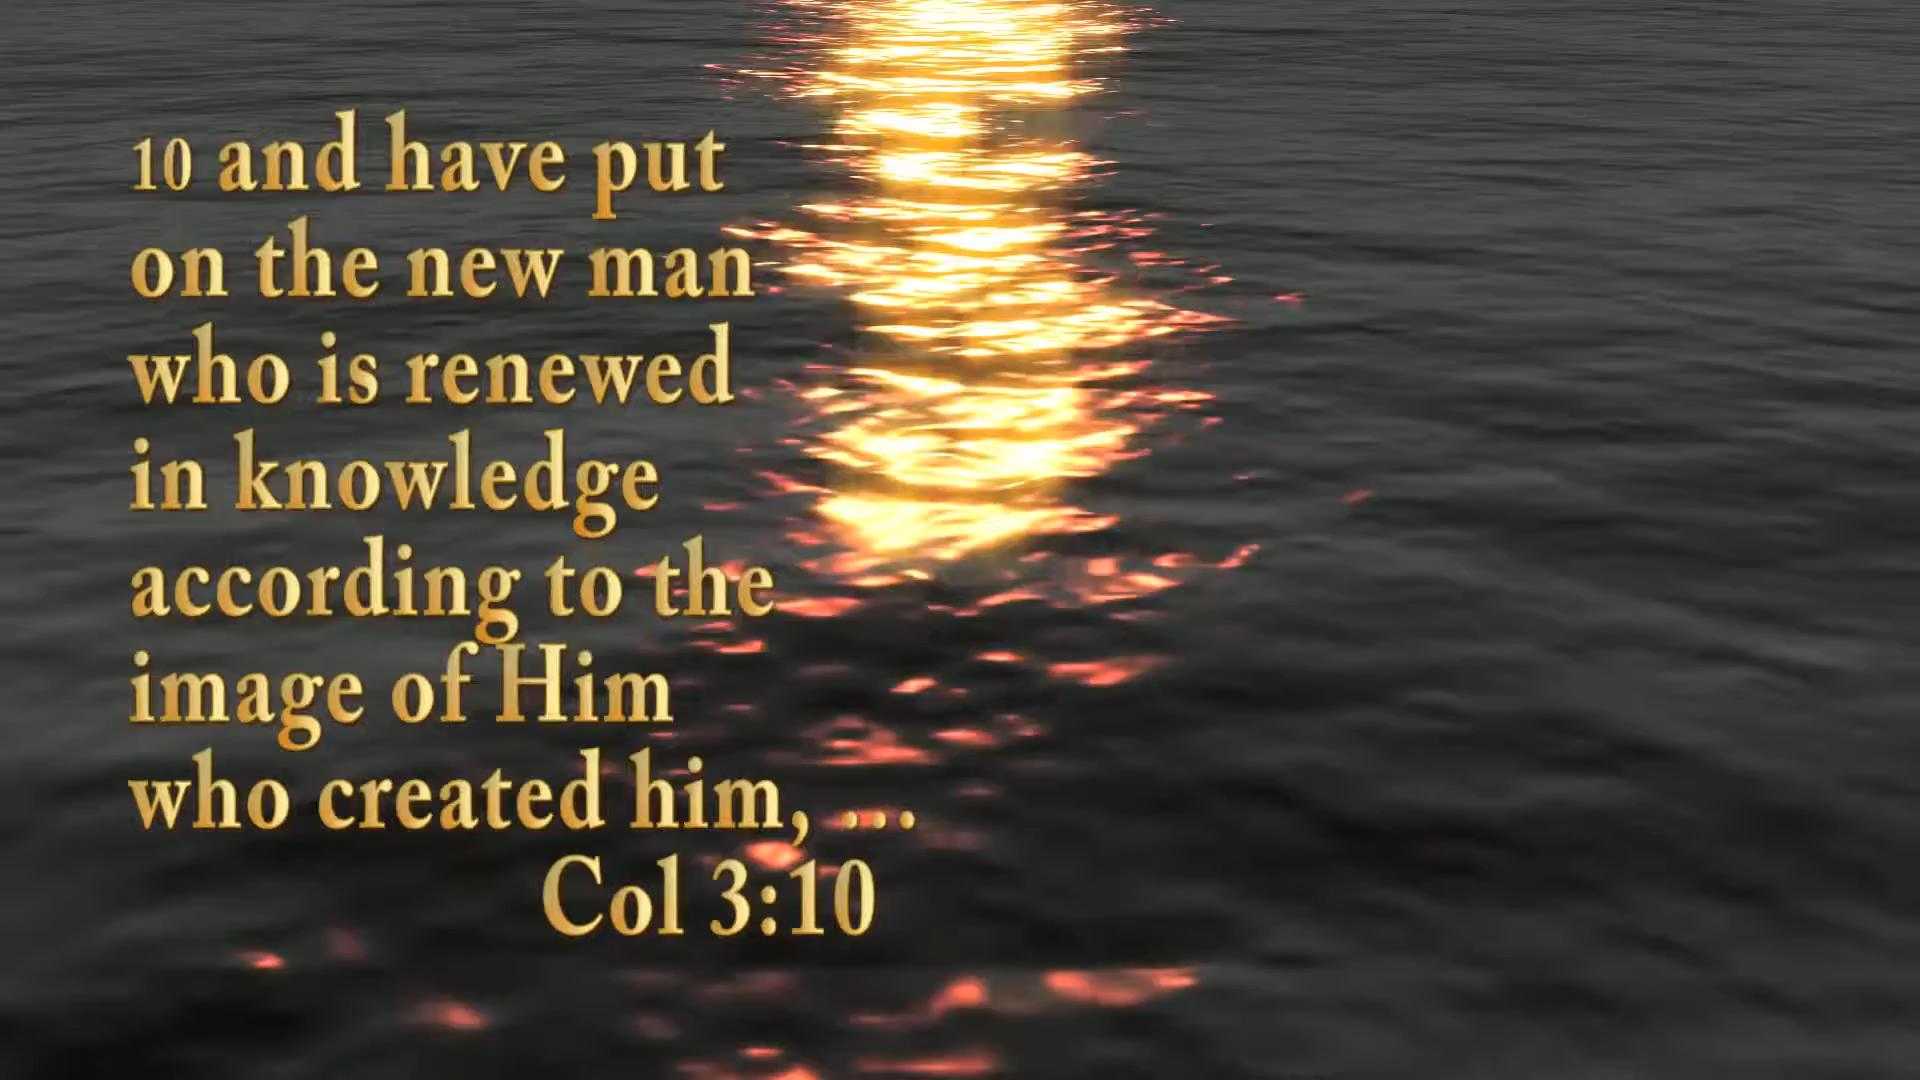 10 and have put
on the new man
who is renewed
in knowledge
according to the
image of Him
who created him, ...
Col 3:10